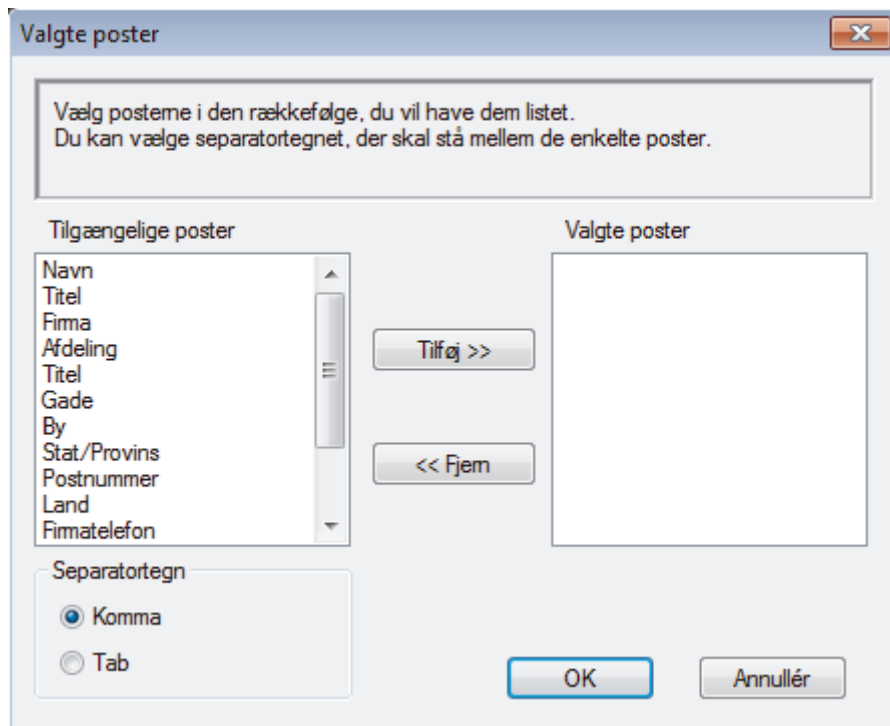 Valgte poster
Vælg posterne i den rækkefølge, du vil have dem listet.
Du kan vælge separatortegnet, der skal stå mellem de enkelte poster.
Tilgængelige poster
Navn
Titel
Firma
Afdeling
Titel
Gade
By
Stat/Provins
Postnummer
Land
Firmatelefon
Tilføj >>
<< Fjern
Valgte poster
Separatortegn
Komma
Tab
OK
Annullér